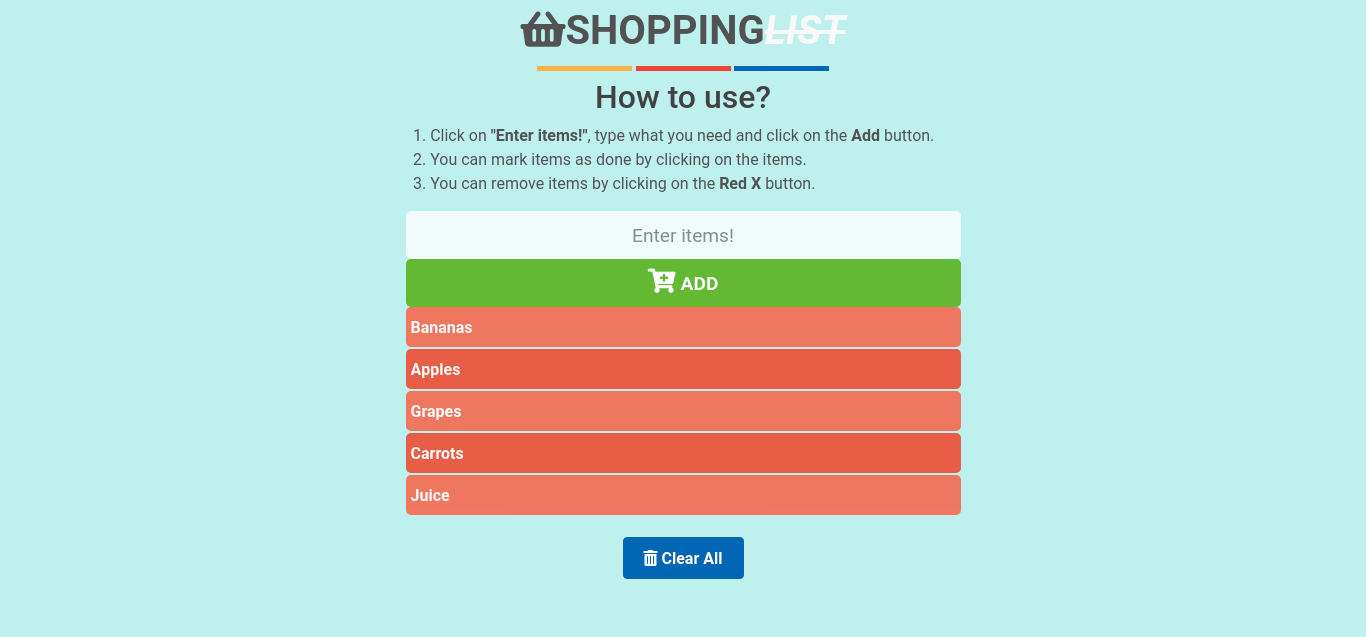 SHOPPINGLIST
How to use?
1. Click on "Enter items!", type what you need and click on the Add button.
2. You can mark items as done by clicking on the items.
3. You can remove items by clicking on the Red X button.
Enter items!
ADD
Bananas
Apples
Grapes
Carrots
Juice
Clear All